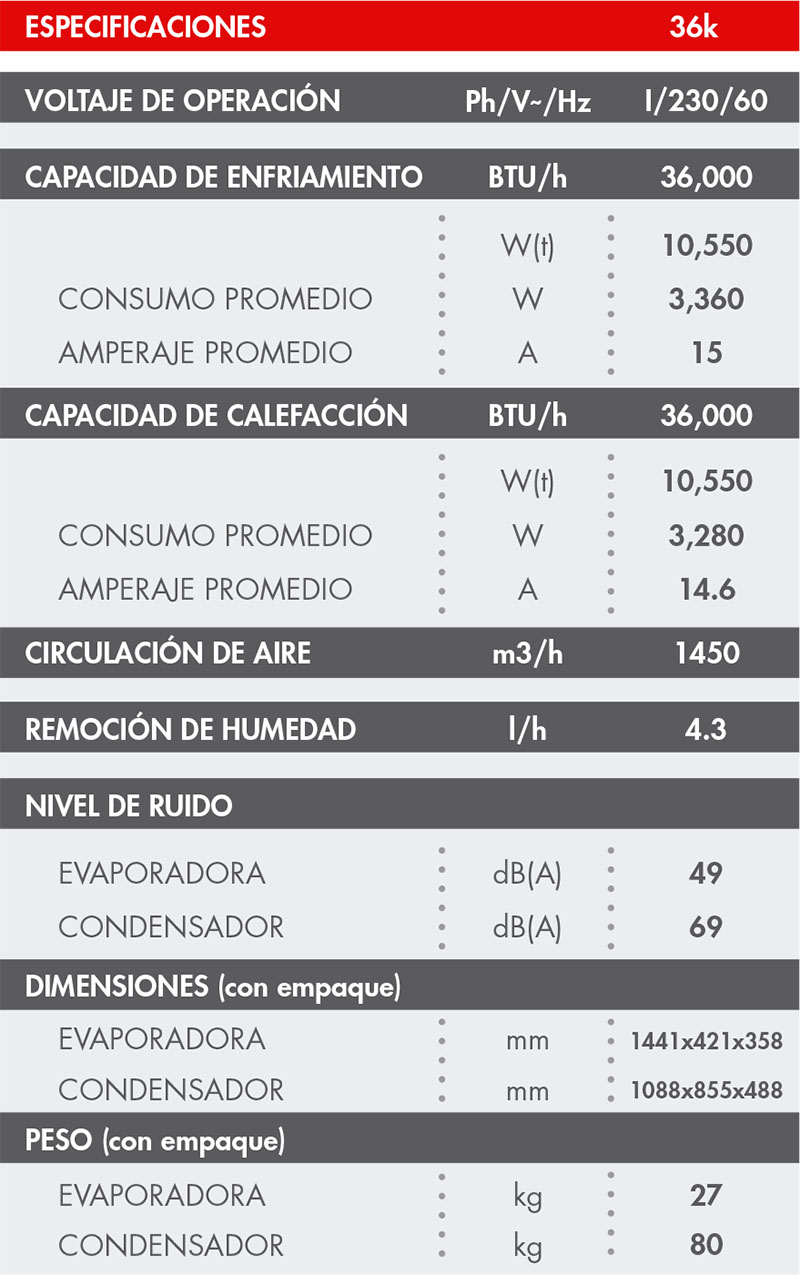 ESPECIFICACIONES 36k
VOLTAJE DE OPERACIÓN Ph/V~/Hz I/230/60
CAPACIDAD DE ENFRIAMIENTO BTU/h 36,000
W(t) 10,550
CONSUMO PROMEDIO W 3,360
AMPERAJE PROMEDIO A 15
CAPACIDAD DE CALEFACCIÓN BTU/h 36,000
W(t) 10,550
CONSUMO PROMEDIO W 3,280
AMPERAJE PROMEDIO A 14.6
CIRCULACIÓN DE AIRE m3/h 1450
REMOCIÓN DE HUMEDAD l/h 4.3
NIVEL DE RUIDO
EVAPORADORA dB(A) 49
CONDENSADOR dB(A) 69
DIMENSIONES (con empaque)
EVAPORADORA mm 1441x421x358
CONDENSADOR mm 1088x855x488
PESO (con empaque)
EVAPORADORA kg 27
CONDENSADOR kg 80